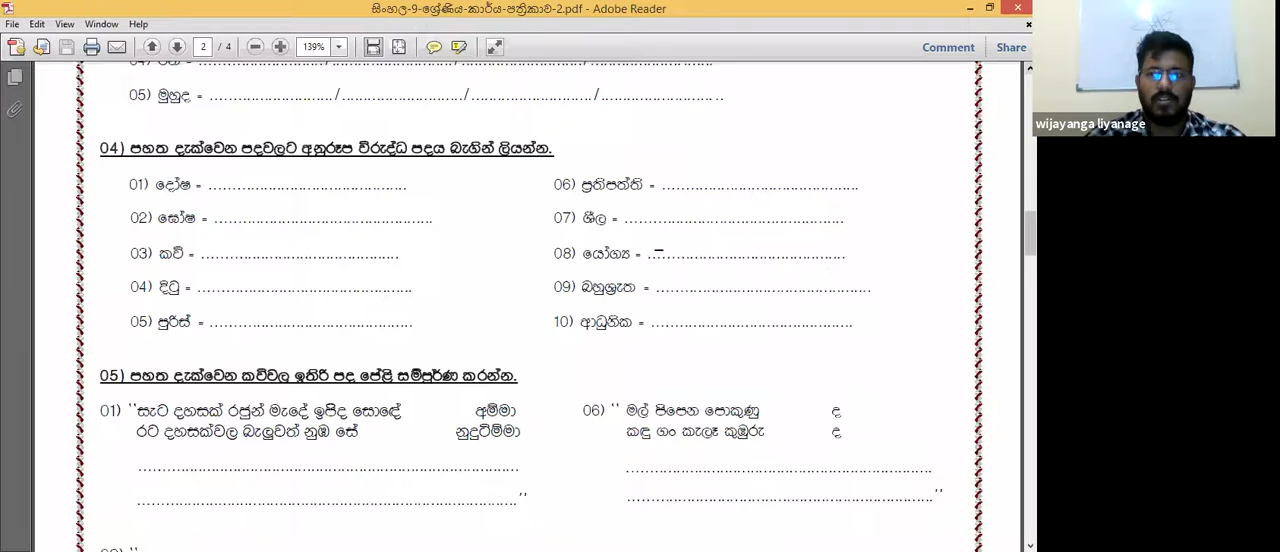 සිංහල-9-ශ්‍රේණිය-කාර්ය-පත්‍රිකාව-2.pdf - Adobe Reader
File Edit View Window Help
2 / 4 139% Comment Share
05) මුහුද = ............................/............................/............................/............................
04) පහත දැක්වෙන පදවලට අනුරූප විරුද්ධ පදය බැගින් ලියන්න.
01) දෝෂ = ..........................................
02) ඝෝෂ = ..........................................
03) කවි = ..........................................
04) දිටු = ..........................................
05) පුරිස් = ..........................................
06) ප්‍රතිපත්ති = ..........................................
07) ශීල = ..........................................
08) යෝග්‍ය = ..........................................
09) බහුශ්‍රැත = ..........................................
10) ආධුනික = ..........................................
05) පහත දැක්වෙන කවිවල ඉතිරි පද පේළි සම්පූර්ණ කරන්න.
01) ''සැට දහසක් රජුන් මැදේ ඉපිද සොඳේ අම්මා
රට දහසක්වල බැලුවත් නුඹ සේ නුදුටිම්මා
................................................................................
................................................................................''
06) '' මල් පිපෙන පොකුණු ද
කඳු ගං කැලෑ කුඹුරු ද
................................................................................
................................................................................''
wijayanga liyanage